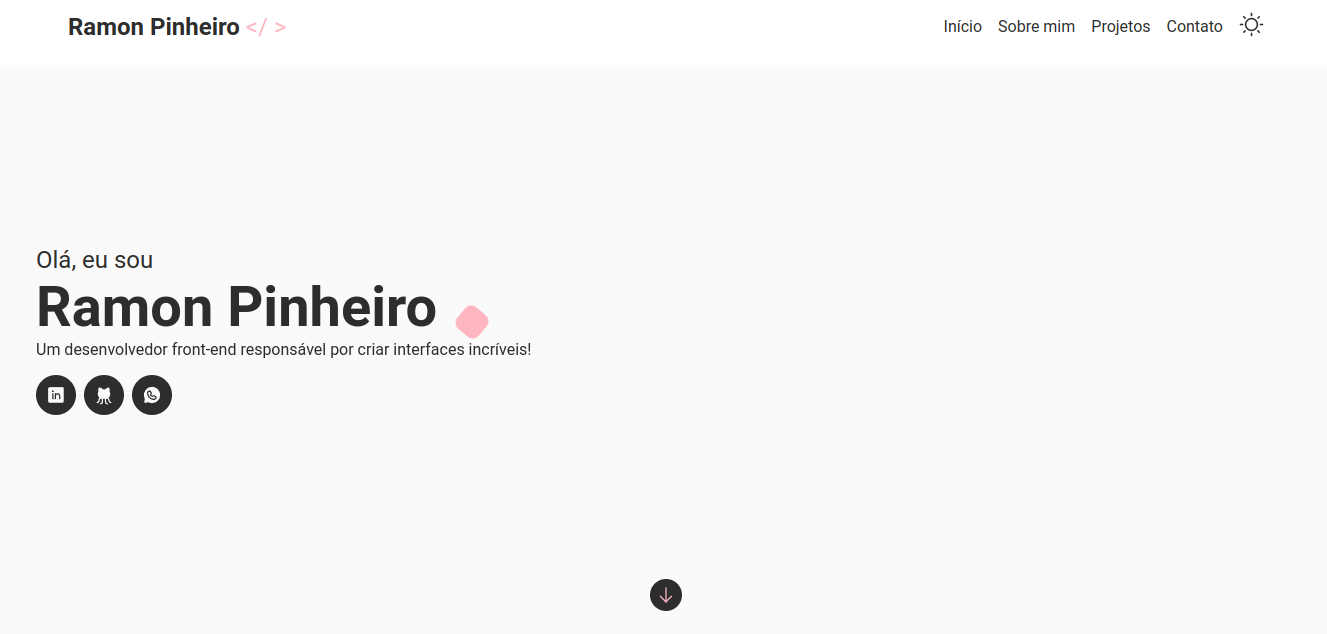 Ramon Pinheiro </ >
Início Sobre mim Projetos Contato
Olá, eu sou
Ramon Pinheiro
Um desenvolvedor front-end responsável por criar interfaces incríveis!
in